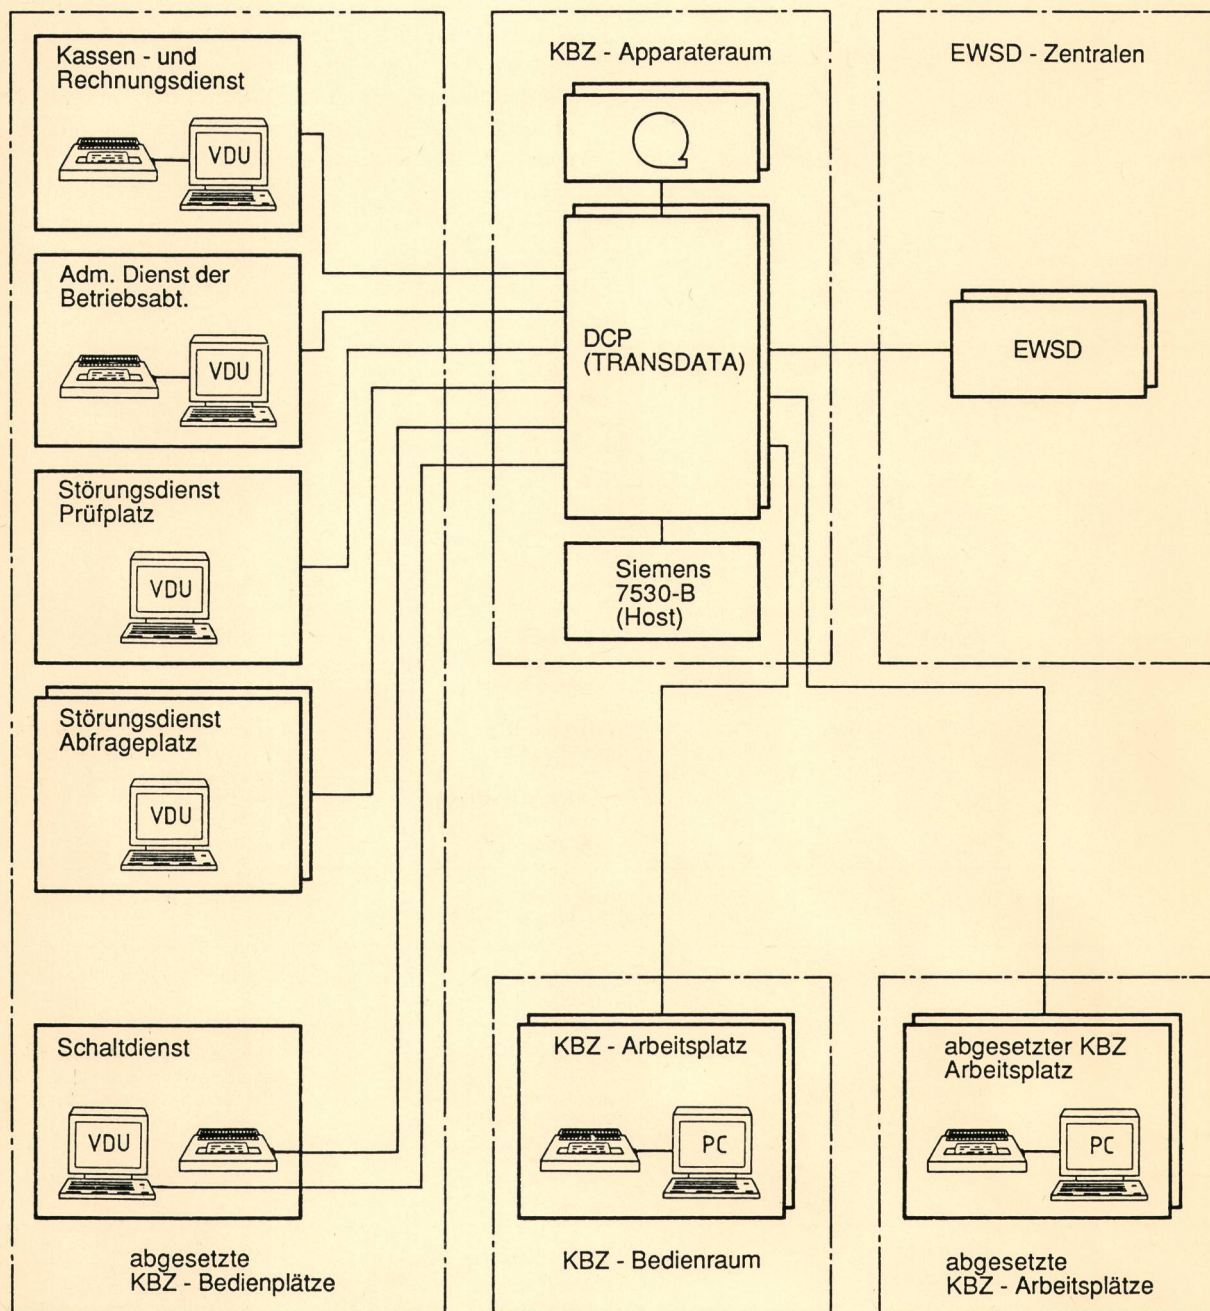 Kassen - und
Rechnungsdienst
VDU
Adm. Dienst der
Betriebsabt.
VDU
Störungsdienst
Prüfplatz
VDU
Störungsdienst
Abfrageplatz
VDU
Schaltdienst
VDU
abgesetzte
KBZ - Bedienplätze
KBZ - Apparateraum
DCP
(TRANSDATA)
Siemens
7530-B
(Host)
EWSD - Zentralen
EWSD
KBZ - Arbeitsplatz
PC
KBZ - Bedienraum
abgesetzter KBZ
Arbeitsplatz
PC
abgesetzte
KBZ - Arbeitsplätze